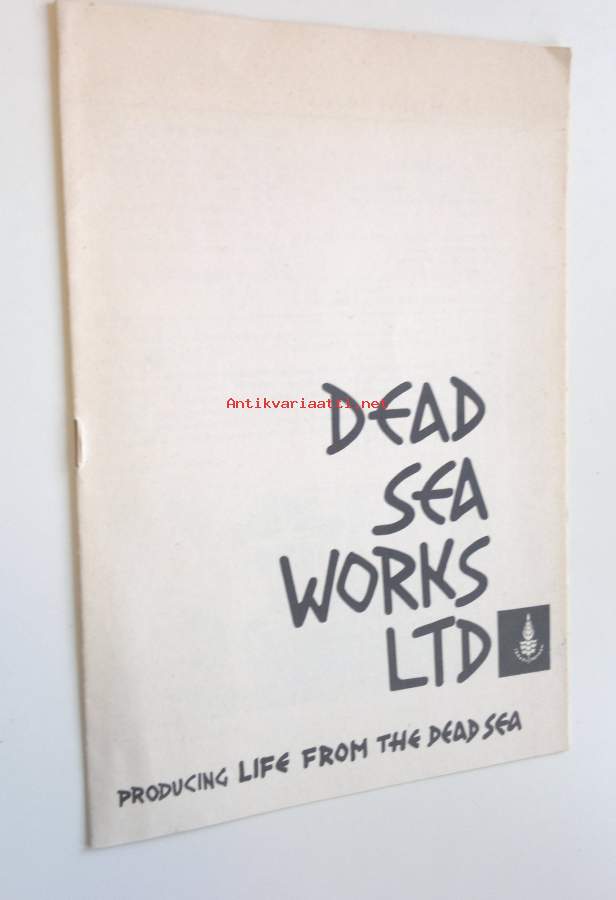 Antikvariaatti.net
DEAD
SEA
WORKS
LTD
PRODUCING LIFE FROM THE DEAD SEA